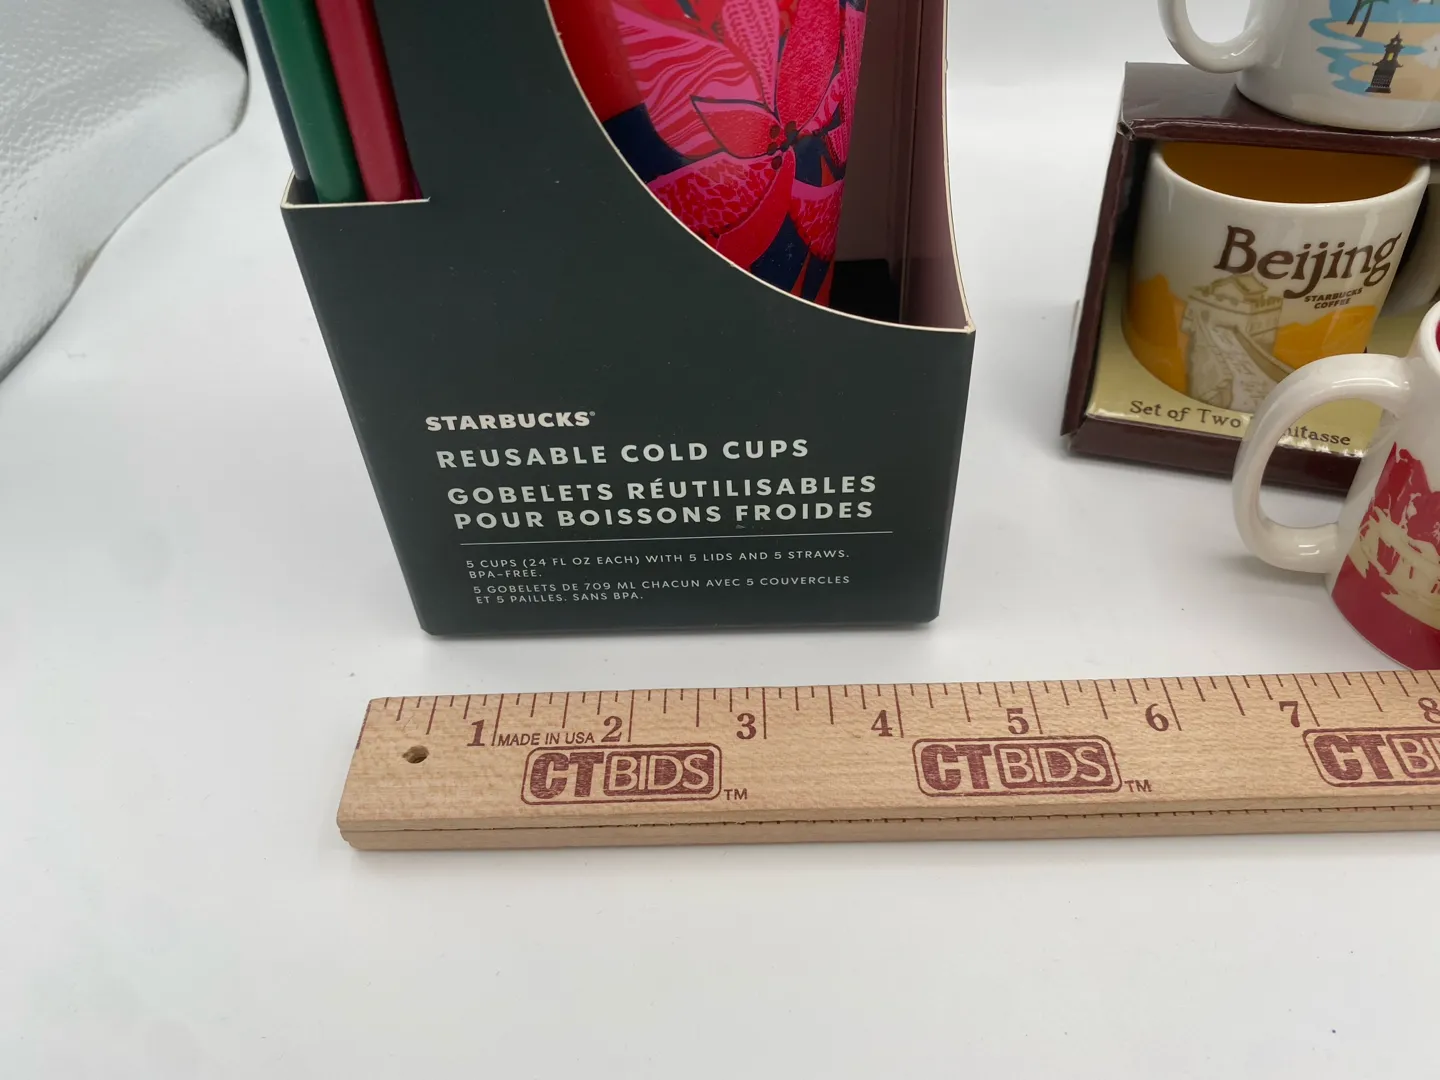 STARBUCKS®
REUSABLE COLD CUPS
GOBELETS RÉUTILISABLES
POUR BOISSONS FROIDES
5 CUPS (24 FL OZ EACH) WITH 5 LIDS AND 5 STRAWS.
BPA-FREE.
5 GOBELETS DE 709 ML CHACUN AVEC 5 COUVERCLES
ET 5 PAILLES. SANS BPA.
Beijing
STARBUCKS
COFFEE
Set of Two
1 2 3 4 5 6 7 8
MADE IN USA
CTBIDS™ CTBIDS™